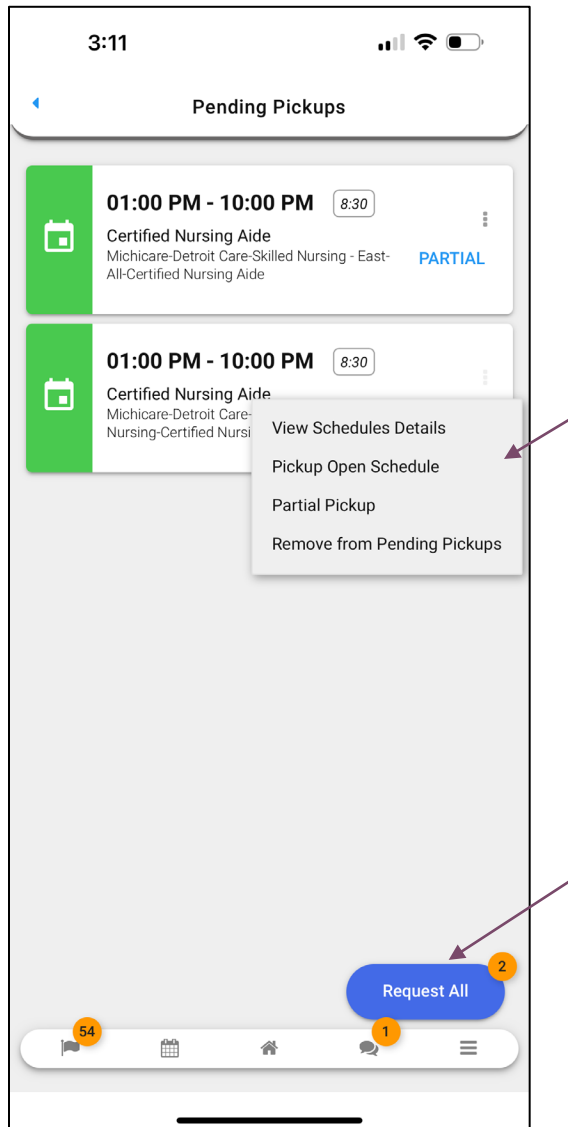 3:11
Pending Pickups
01:00 PM - 10:00 PM 8:30
Certified Nursing Aide
Michicare-Detroit Care-Skilled Nursing - East-
All-Certified Nursing Aide
PARTIAL
01:00 PM - 10:00 PM 8:30
Certified Nursing Aide
Michicare-Detroit Care-
Nursing-Certified Nursi
View Schedules Details
Pickup Open Schedule
Partial Pickup
Remove from Pending Pickups
Request All 2
54
1